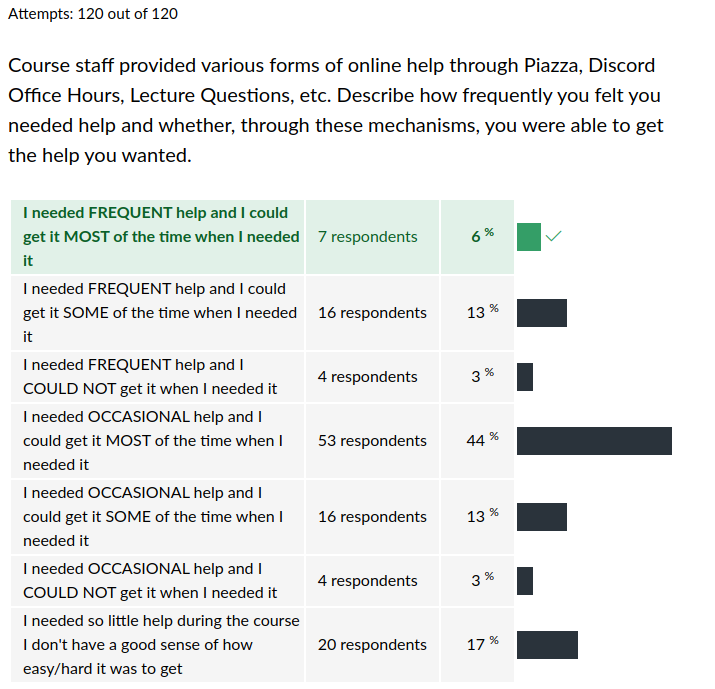 Attempts: 120 out of 120
Course staff provided various forms of online help through Piazza, Discord
Office Hours, Lecture Questions, etc. Describe how frequently you felt you
needed help and whether, through these mechanisms, you were able to get
the help you wanted.
I needed FREQUENT help and I could
get it MOST of the time when I needed
it
7 respondents
6 %
I needed FREQUENT help and I could
get it SOME of the time when I needed
it
16 respondents
13 %
I needed FREQUENT help and I
COULD NOT get it when I needed it
4 respondents
3 %
I needed OCCASIONAL help and I
could get it MOST of the time when I
needed it
53 respondents
44 %
I needed OCCASIONAL help and I
could get it SOME of the time when I
needed it
16 respondents
13 %
I needed OCCASIONAL help and I
COULD NOT get it when I needed it
4 respondents
3 %
I needed so little help during the course
I don't have a good sense of how
easy/hard it was to get
20 respondents
17 %